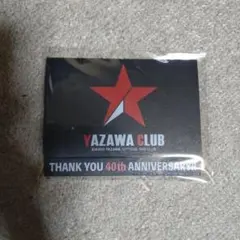 YAZAWA CLUB
THANK YOU 40th ANNIVERSARY!!